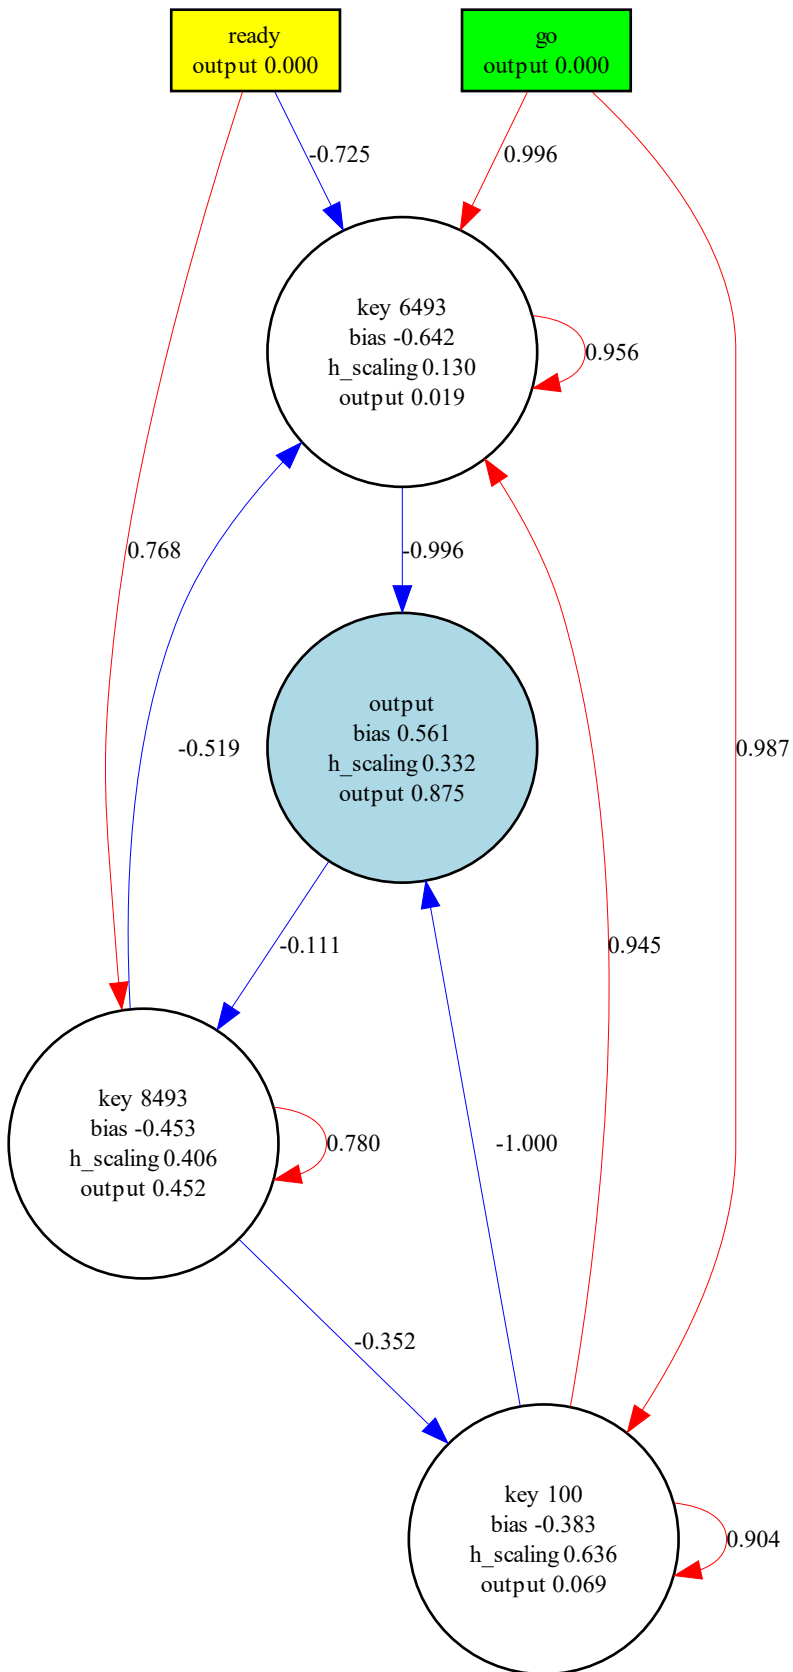 ready
output 0.000
go
output 0.000
-0.725
0.996
key 6493
bias -0.642
h_scaling 0.130
output 0.019
0.956
0.768
-0.996
output
bias 0.561
h_scaling 0.332
output 0.875
-0.519
0.987
-0.111
0.945
key 8493
bias -0.453
h_scaling 0.406
output 0.452
0.780
-1.000
-0.352
key 100
bias -0.383
h_scaling 0.636
output 0.069
0.904